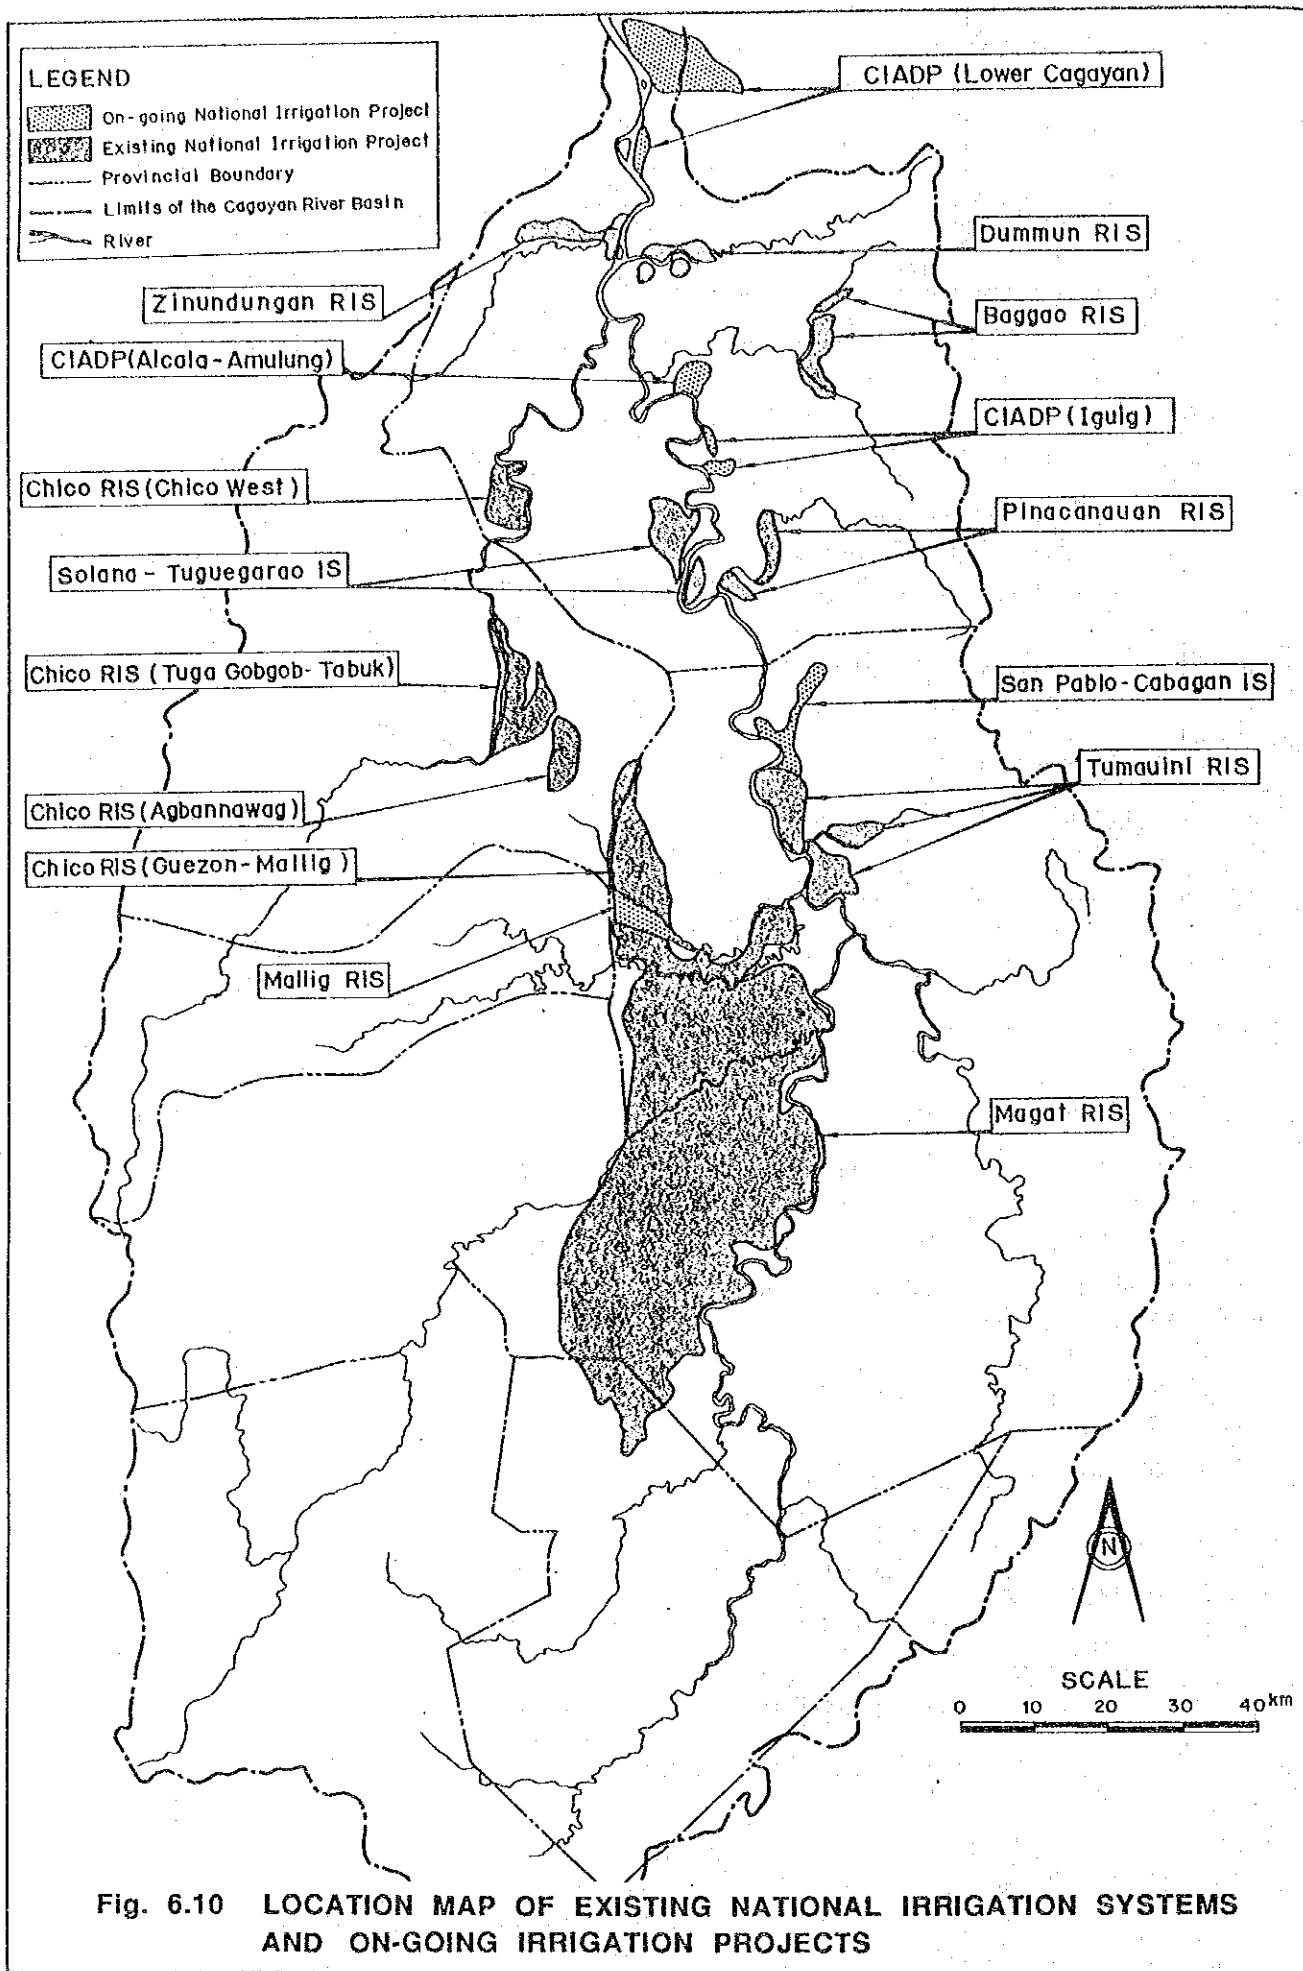 LEGEND
On-going National Irrigation Project
Existing National Irrigation Project
Provincial Boundary
Limits of the Cagayan River Basin
River
CIADP (Lower Cagayan)
Dummun RIS
Zinundungan RIS
Baggao RIS
CIADP(Alcala-Amulung)
CIADP(Iguig)
Chico RIS(Chico West)
Pinacanauan RIS
Solana-Tuguegarao IS
Chico RIS (Tuga Gobgob-Tabuk)
San Pablo-Cabagan IS
Tumauini RIS
Chico RIS(Agbannawag)
Chico RIS(Guezon-Mallig)
Mallig RIS
Magat RIS
N
SCALE
0 10 20 30 40km
Fig. 6.10 LOCATION MAP OF EXISTING NATIONAL IRRIGATION SYSTEMS
AND ON-GOING IRRIGATION PROJECTS